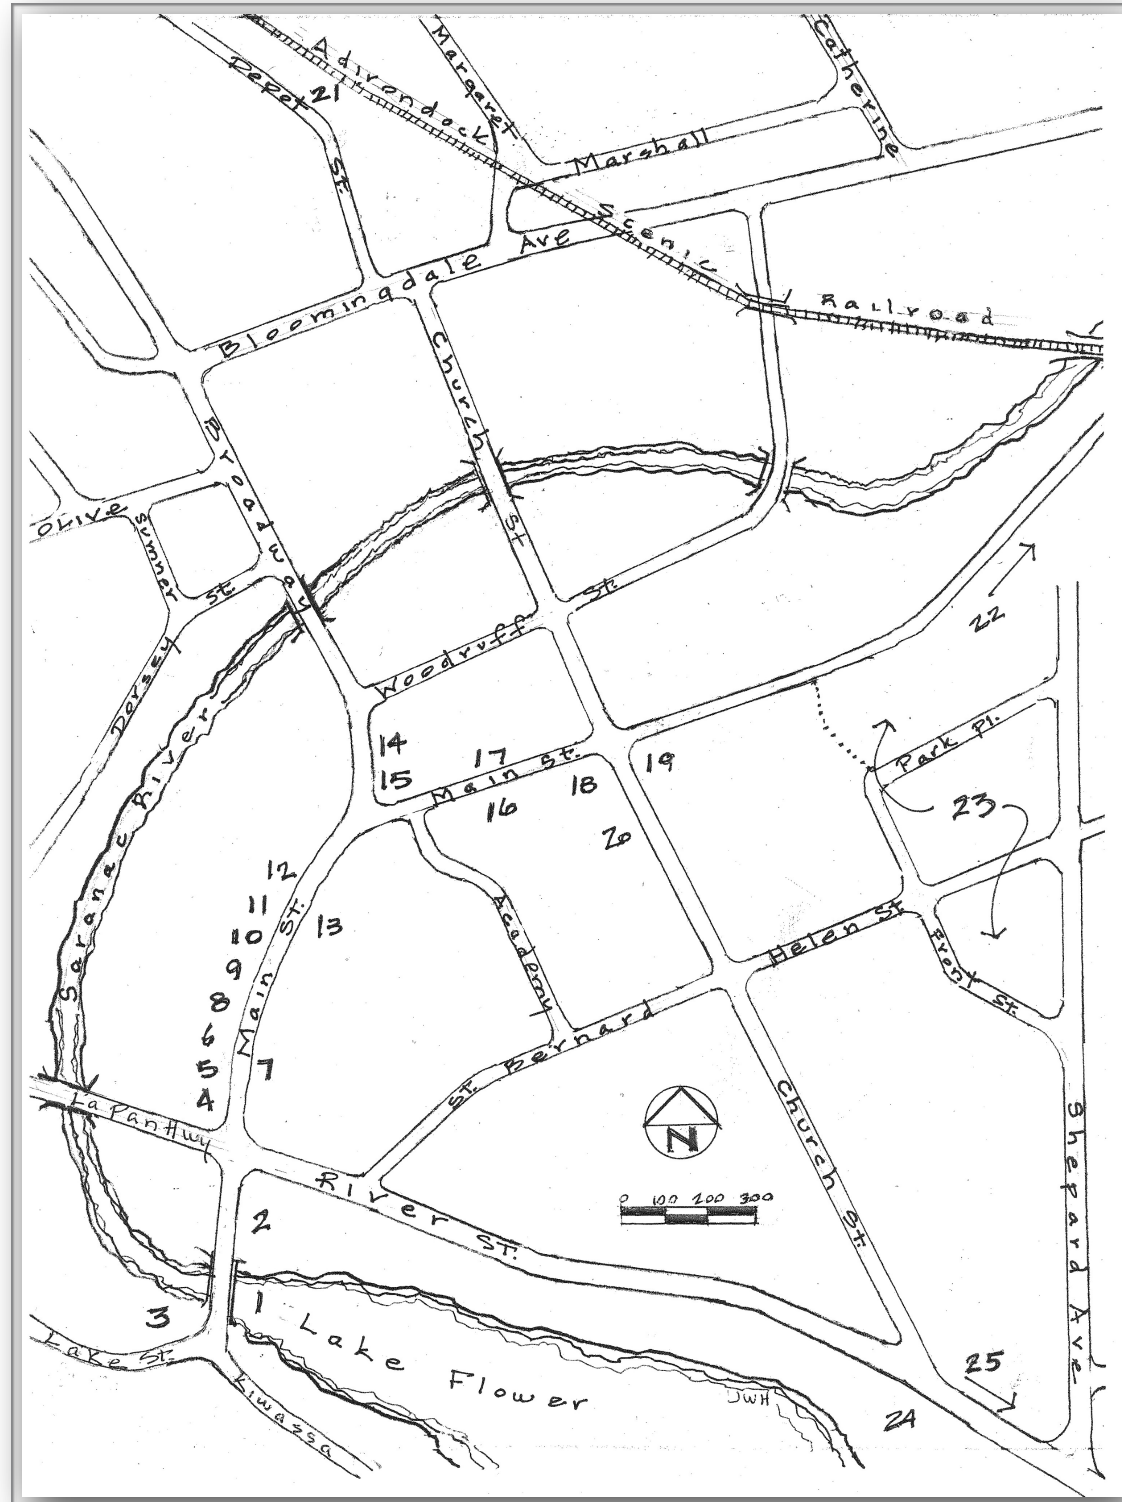 Adirondack
Margaret
Catherine
Depot
21
St.
Marshall
Scenic
Ave
Bloomingdale
Railroad
Church
Broadway
Olive
Sumner
St.
St
St.
Woodruff
22
Dorsey
Saranac River
14
15
17
Main St.
16
18
19
20
Park Pl.
23
12
11
10
9
8
6
5
4
13
7
Main St.
Academy
Helen St.
Front St.
St. Bernard
La Pan Hwy
N
0 100 200 300
Church St.
Shepard Ave
River St.
2
1
3
Lake St.
Kiwassa
Lake Flower
JWH
25
24